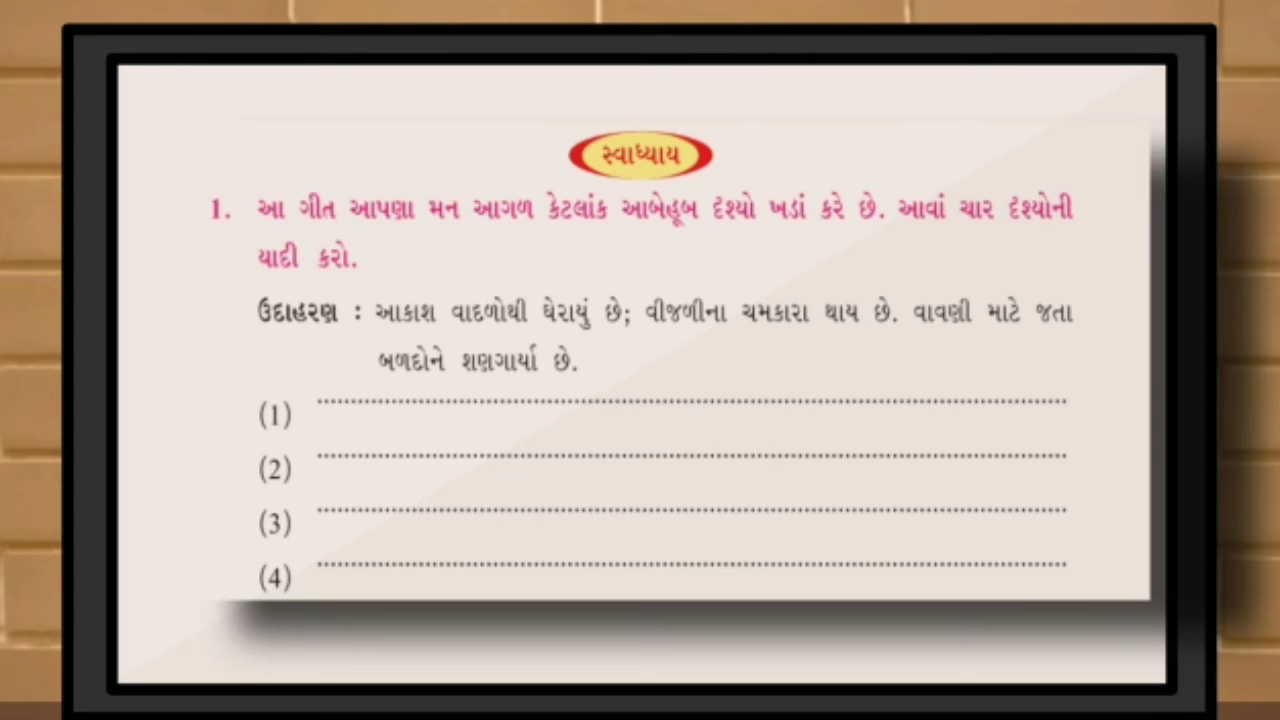 સ્વાધ્યાય
1. આ ગીત આપણા મન આગળ કેટલાંક આબેહૂબ દૃશ્યો ખડાં કરે છે. આવાં ચાર દૃશ્યોની
યાદી કરો.
ઉદાહરણ : આકાશ વાદળોથી ઘેરાયું છે; વીજળીના ચમકારા થાય છે. વાવણી માટે જતા
બળદોને શણગાર્યા છે.
(1) ....................................................................
(2) ....................................................................
(3) ....................................................................
(4) ....................................................................